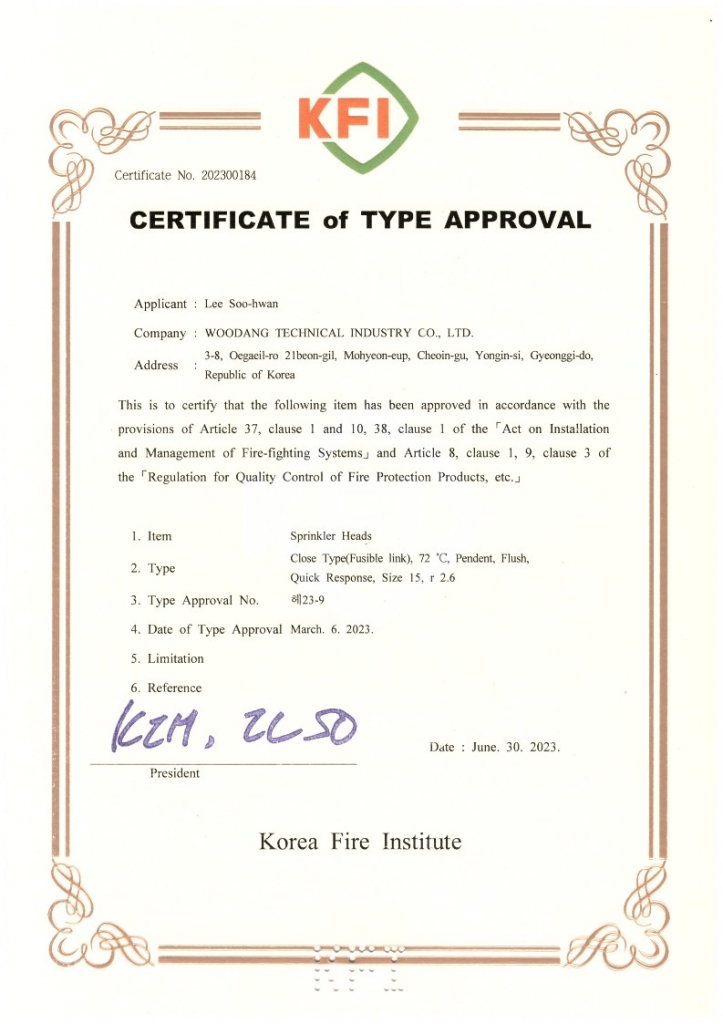 KFI
Certificate No. 202300184
CERTIFICATE of TYPE APPROVAL
Applicant : Lee Soo-hwan
Company : WOODANG TECHNICAL INDUSTRY CO., LTD.
Address : 3-8, Oegaeil-ro 21beon-gil, Mohyeon-eup, Cheoin-gu, Yongin-si, Gyeonggi-do,
Republic of Korea
This is to certify that the following item has been approved in accordance with the
provisions of Article 37, clause 1 and 10, 38, clause 1 of the「Act on Installation
and Management of Fire-fighting Systems」and Article 8, clause 1, 9, clause 3 of
the「Regulation for Quality Control of Fire Protection Products, etc.」
1. Item Sprinkler Heads
2. Type Close Type(Fusible link), 72 ℃, Pendent, Flush,
Quick Response, Size 15, r 2.6
3. Type Approval No. 헤23-9
4. Date of Type Approval March. 6. 2023.
5. Limitation
6. Reference
Date : June. 30. 2023.
President
Korea Fire Institute
KFI